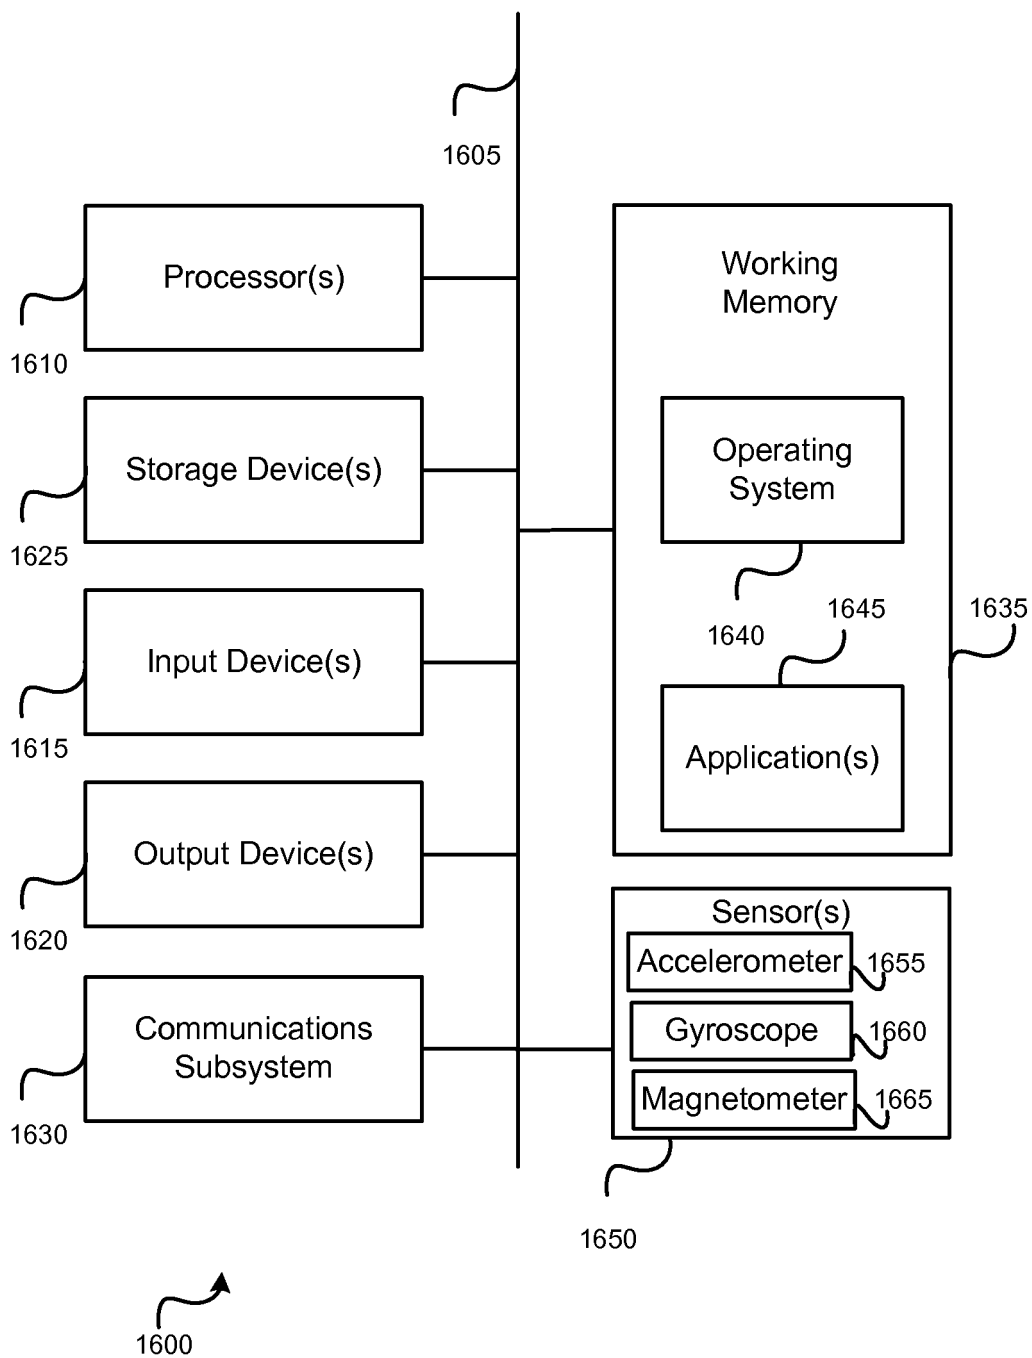 1605
Processor(s)
1610
Storage Device(s)
1625
Input Device(s)
1615
Output Device(s)
1620
Communications
Subsystem
1630
Working
Memory
Operating
System
1640
1645
1635
Application(s)
Sensor(s)
Accelerometer
1655
Gyroscope
1660
Magnetometer
1665
1650
1600